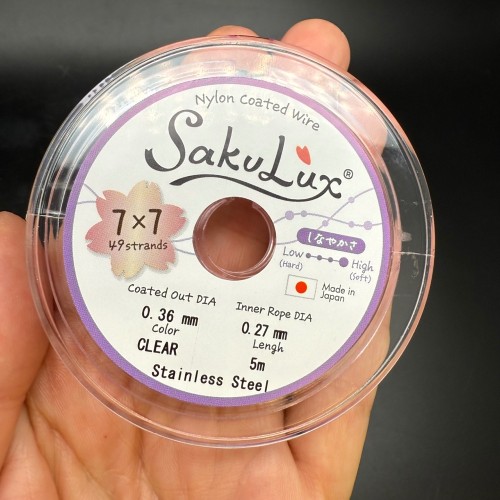 Nylon Coated Wire
SakuLux®
7×7
49strands
しなやかさ
Low High
(Hard) (Soft)
Made in
Japan
Coated Out DIA
0.36 mm
Color
CLEAR
Inner Rope DIA
0.27 mm
Lengh
5m
Stainless Steel